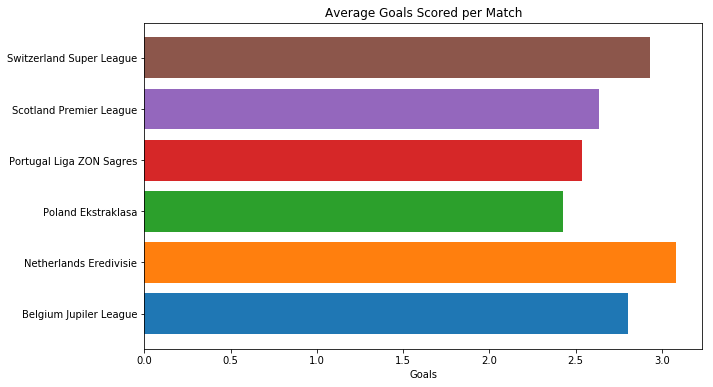 Average Goals Scored per Match
Switzerland Super League
Scotland Premier League
Portugal Liga ZON Sagres
Poland Ekstraklasa
Netherlands Eredivisie
Belgium Jupiler League
0.0 0.5 1.0 1.5 2.0 2.5 3.0
Goals